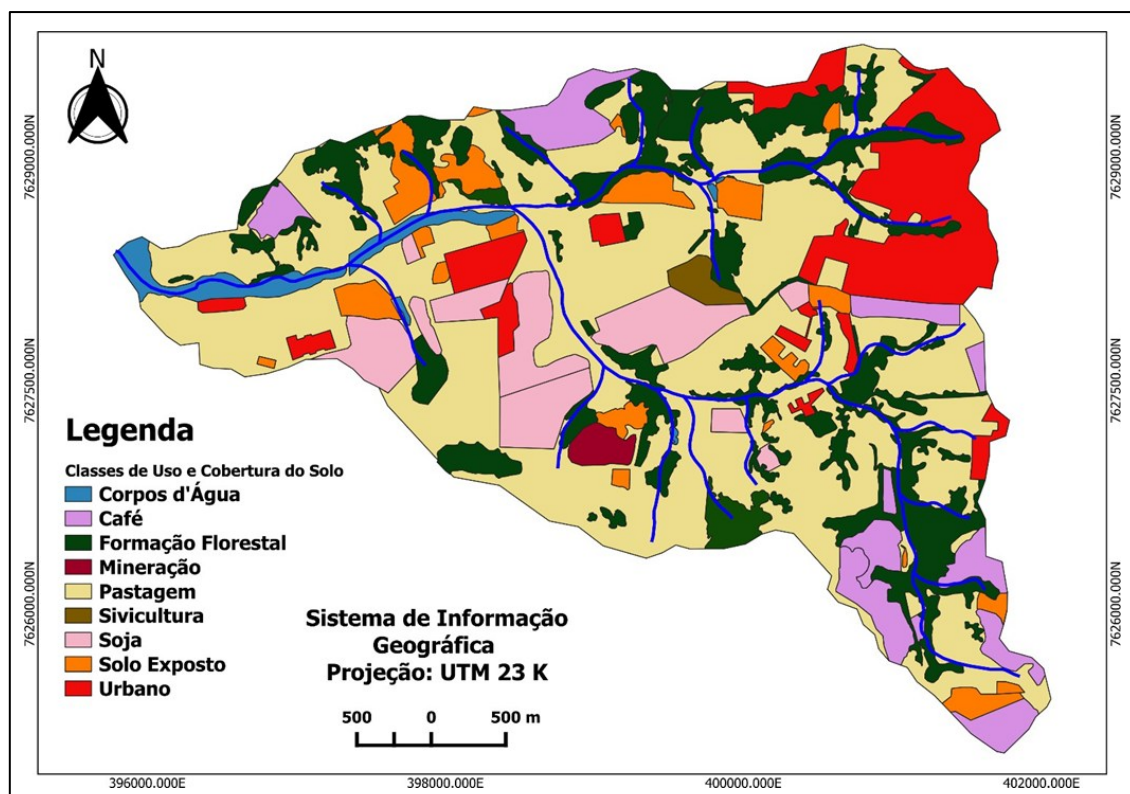 N
7629000.000N
7629000.000N
7627500.000N
7627500.000N
Legenda
Classes de Uso e Cobertura do Solo
Corpos d'Água
Café
Formação Florestal
Mineração
Pastagem
Sivicultura
Soja
Solo Exposto
Urbano
7626000.000N
7626000.000N
Sistema de Informação
Geográfica
Projeção: UTM 23 K
500 0 500 m
396000.000E 398000.000E 400000.000E 402000.000E